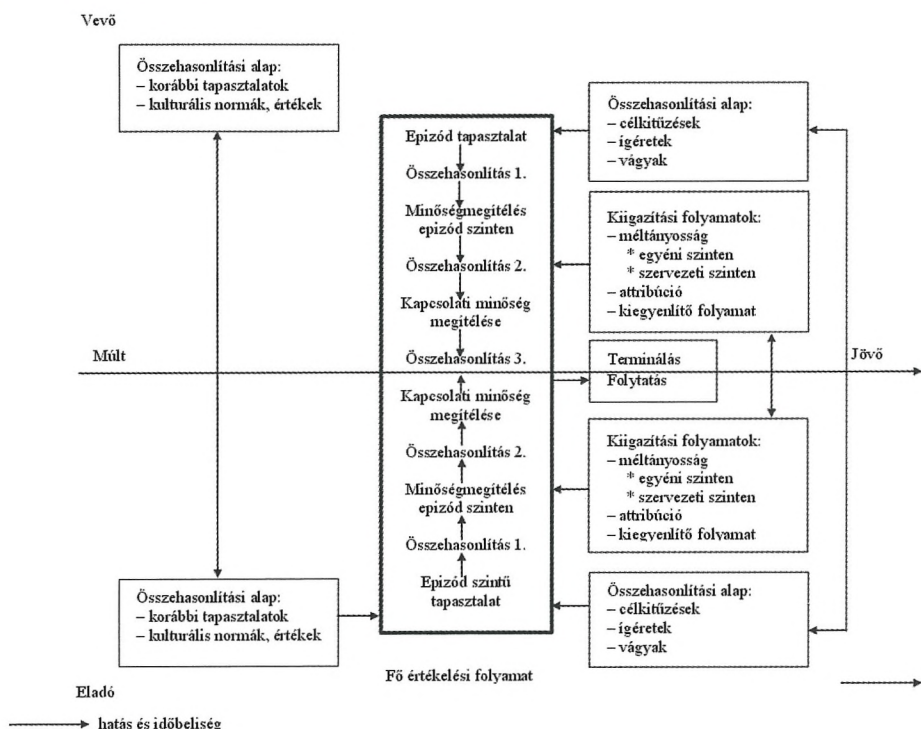 Vevő
Összehasonlítási alap:
– korábbi tapasztalatok
– kulturális normák, értékek
Epizód tapasztalat
Összehasonlítás 1.
Minőségmegítélés
epizód szinten
Összehasonlítás 2.
Kapcsolati minőség
megítélése
Összehasonlítás 3.
Kapcsolati minőség
megítélése
Összehasonlítás 2.
Minőségmegítélés
epizód szinten
Összehasonlítás 1.
Epizód szintű
tapasztalat
Összehasonlítási alap:
– célkitűzések
– ígéretek
– vágyak
Kiigazítási folyamatok:
– méltányosság
* egyéni szinten
* szervezeti szinten
– attribúció
– kiegyenlítő folyamat
Múlt
Terminálás
Folytatás
Jövő
Kiigazítási folyamatok:
– méltányosság
* egyéni szinten
* szervezeti szinten
– attribúció
– kiegyenlítő folyamat
Összehasonlítási alap:
– korábbi tapasztalatok
– kulturális normák, értékek
Összehasonlítási alap:
– célkitűzések
– ígéretek
– vágyak
Fő értékelési folyamat
Eladó
hatás és időbeliség